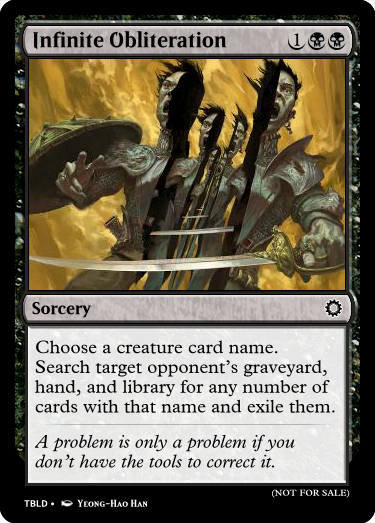 Infinite Obliteration 1
Sorcery
Choose a creature card name.
Search target opponent's graveyard,
hand, and library for any number of
cards with that name and exile them.
A problem is only a problem if you
don't have the tools to correct it.
(NOT FOR SALE)
TBLD • Yeong-Hao Han